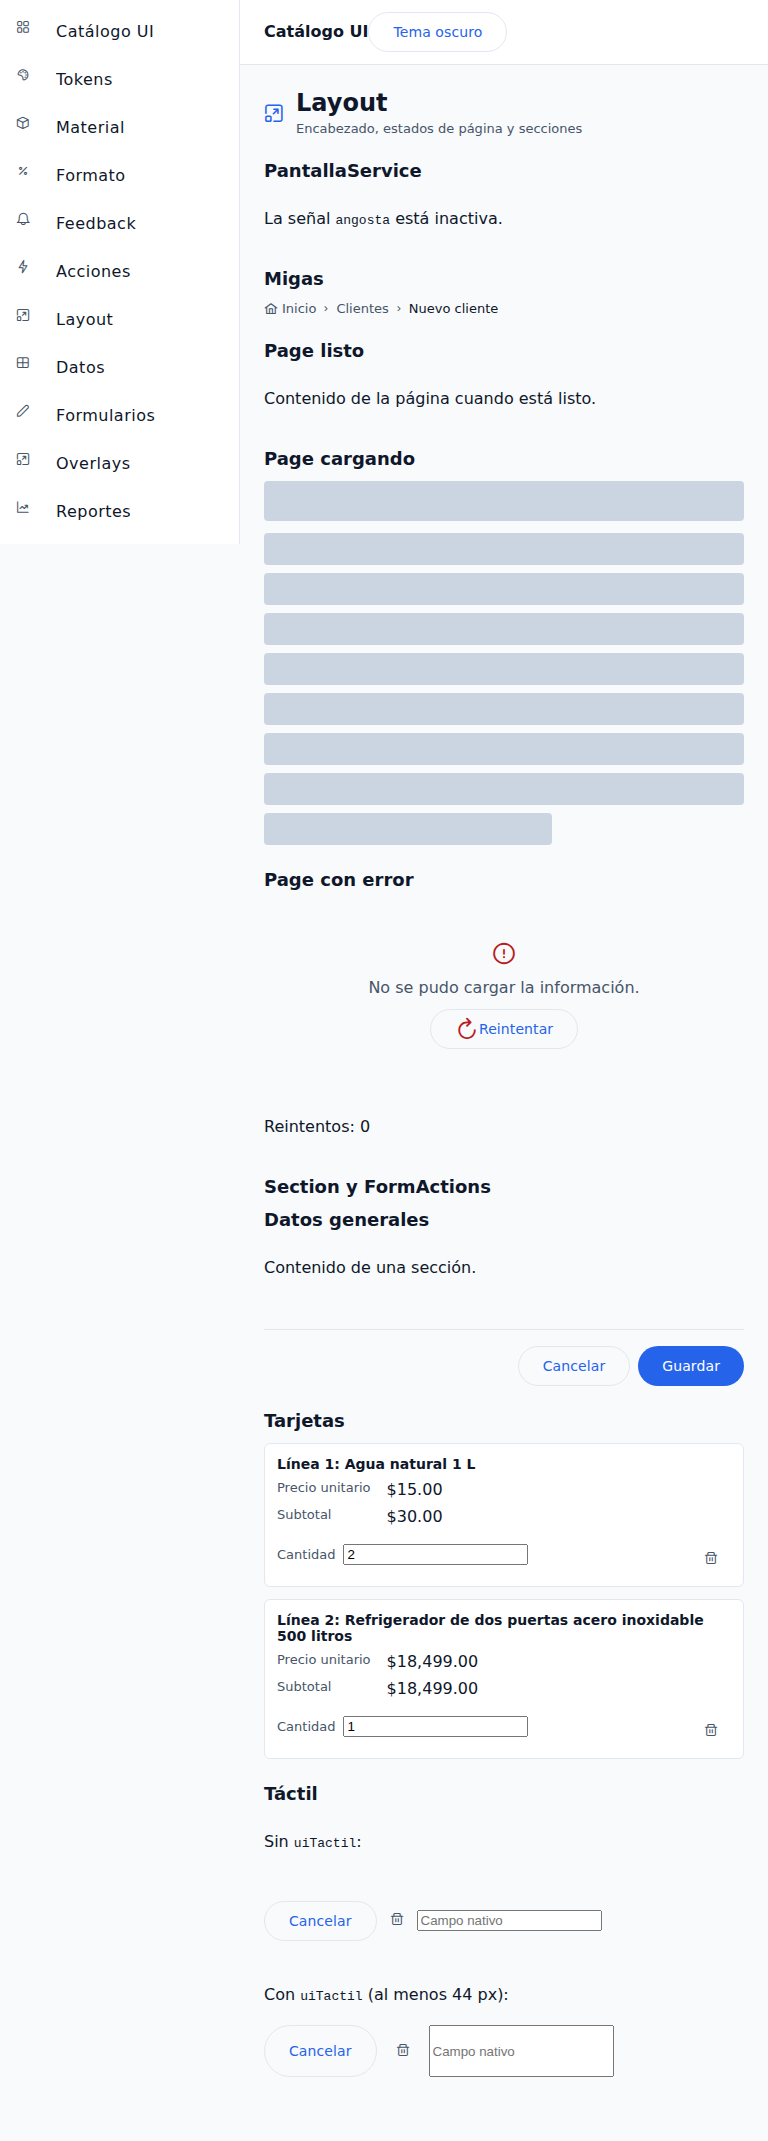 Catálogo UI
Tokens
Material
Formato
Feedback
Acciones
Layout
Datos
Formularios
Overlays
Reportes
Catálogo UI
Tema oscuro
Layout
Encabezado, estados de página y secciones
PantallaService
La señal angosta está inactiva.
Migas
Inicio › Clientes › Nuevo cliente
Page listo
Contenido de la página cuando está listo.
Page cargando
Page con error
No se pudo cargar la información.
Reintentar
Reintentos: 0
Section y FormActions
Datos generales
Contenido de una sección.
Cancelar Guardar
Tarjetas
Línea 1: Agua natural 1 L
Precio unitario $15.00
Subtotal $30.00
Cantidad 2
Línea 2: Refrigerador de dos puertas acero inoxidable
500 litros
Precio unitario $18,499.00
Subtotal $18,499.00
Cantidad 1
Táctil
Sin uiTactil:
Cancelar Campo nativo
Con uiTactil (al menos 44 px):
Cancelar Campo nativo